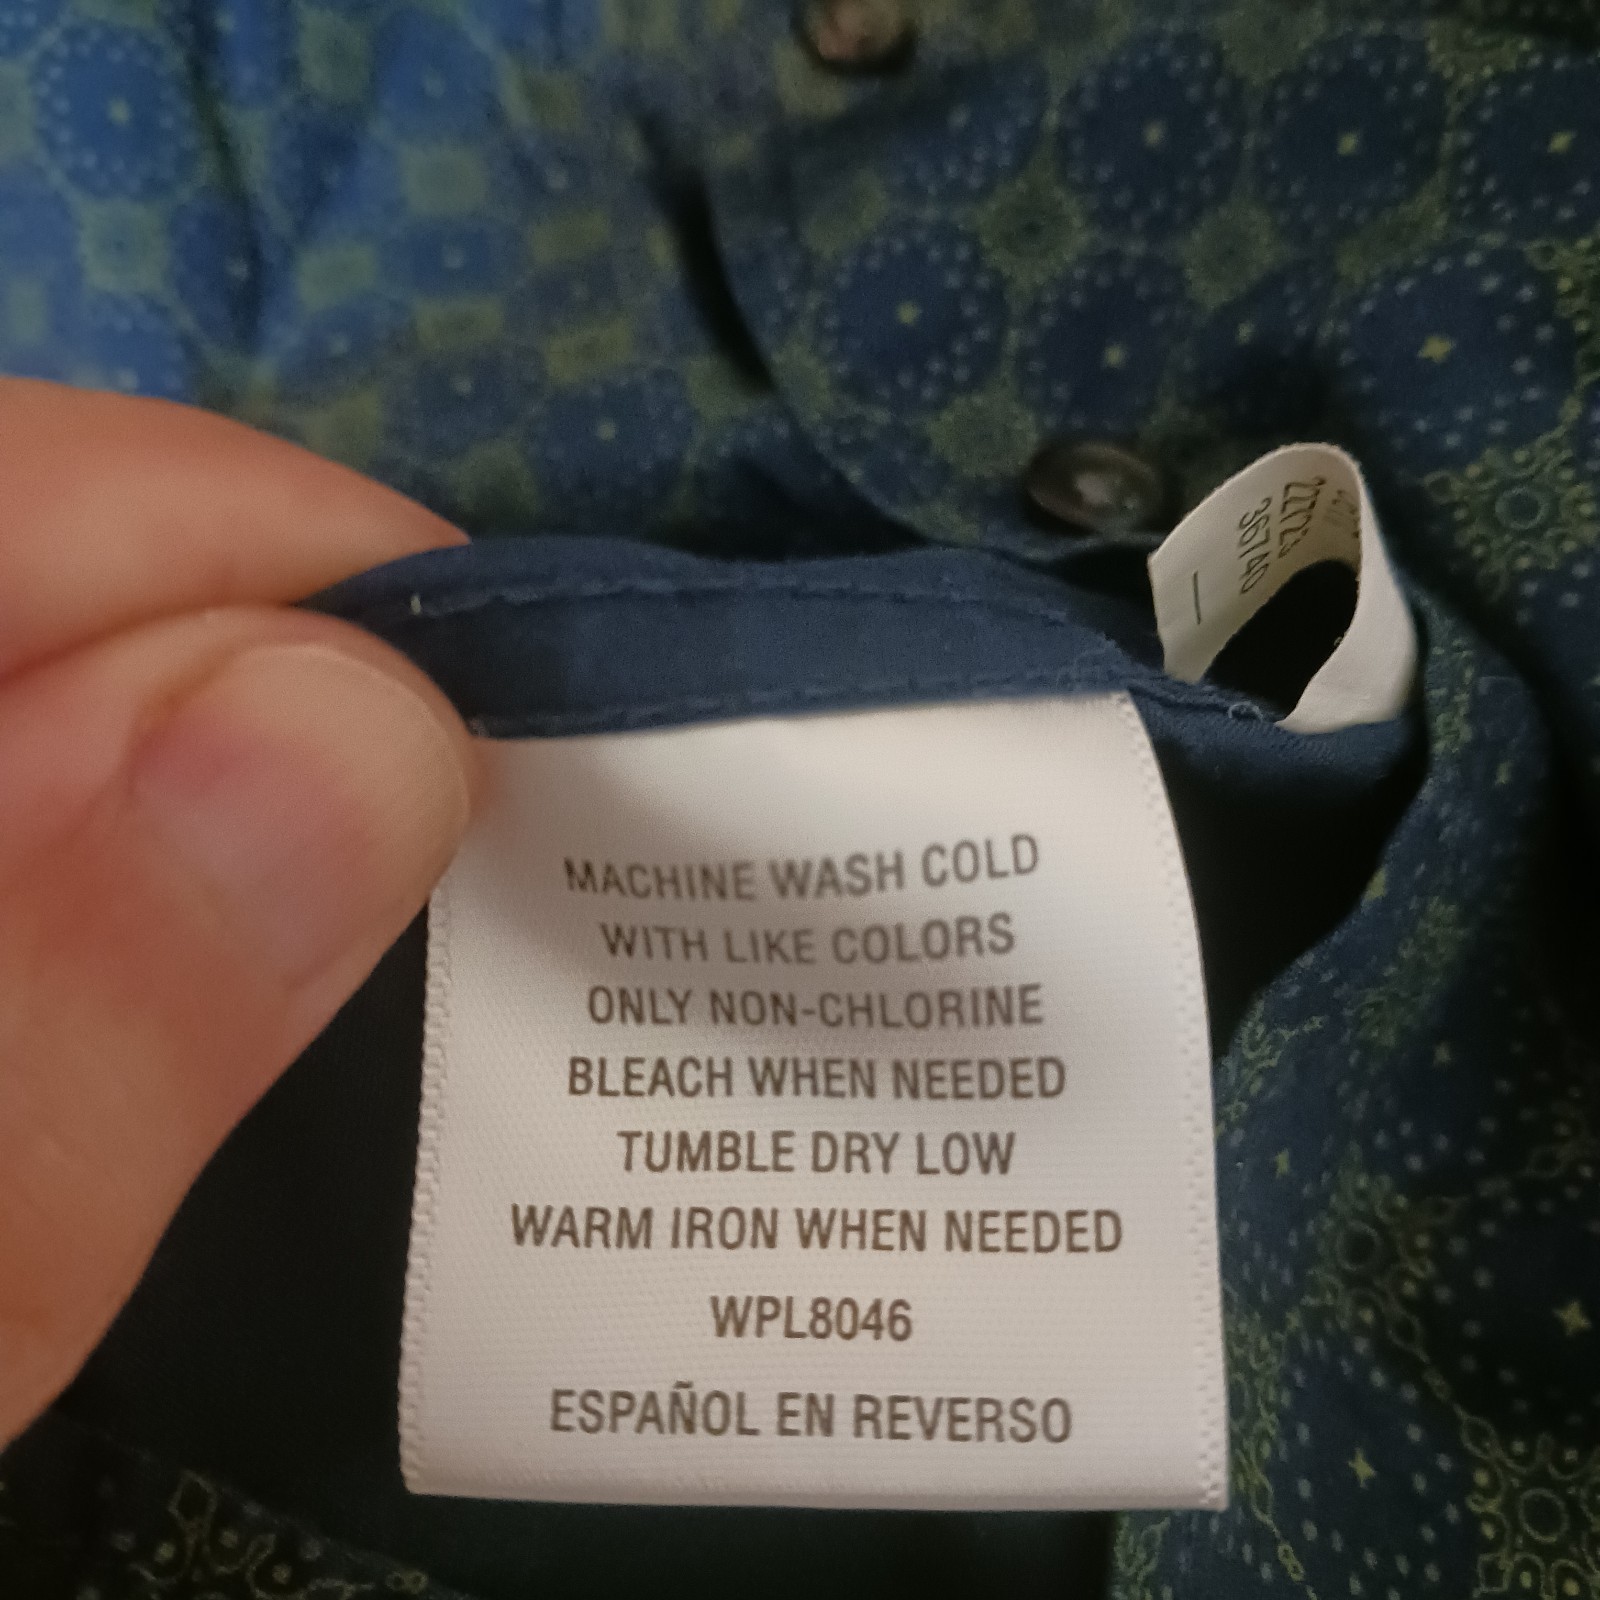 MACHINE WASH COLD
WITH LIKE COLORS
ONLY NON-CHLORINE
BLEACH WHEN NEEDED
TUMBLE DRY LOW
WARM IRON WHEN NEEDED
WPL8046
ESPAÑOL EN REVERSO
36740